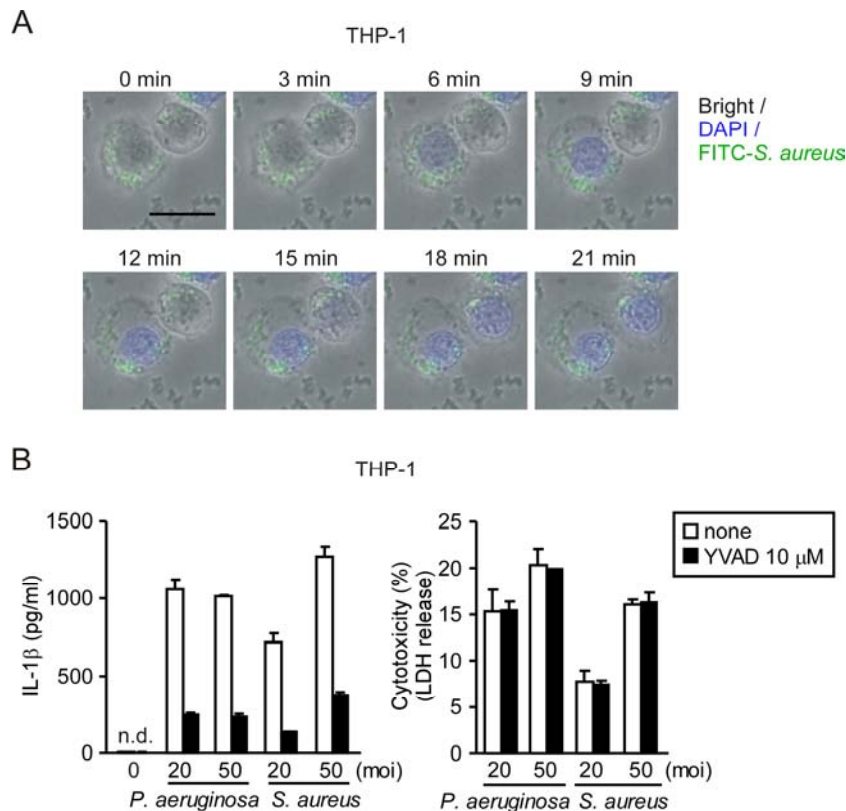 A
THP-1
0 min 3 min 6 min 9 min
Bright /
DAPI /
FITC-S. aureus
12 min 15 min 18 min 21 min
B
THP-1
1500
1000
500
0
IL-1β (pg/ml)
n.d.
0 20 50 20 50 (moi)
P. aeruginosa S. aureus
25
20
15
10
5
0
Cytotoxicity (%)
(LDH release)
20 50 20 50 (moi)
P. aeruginosa S. aureus
none
YVAD 10 μM